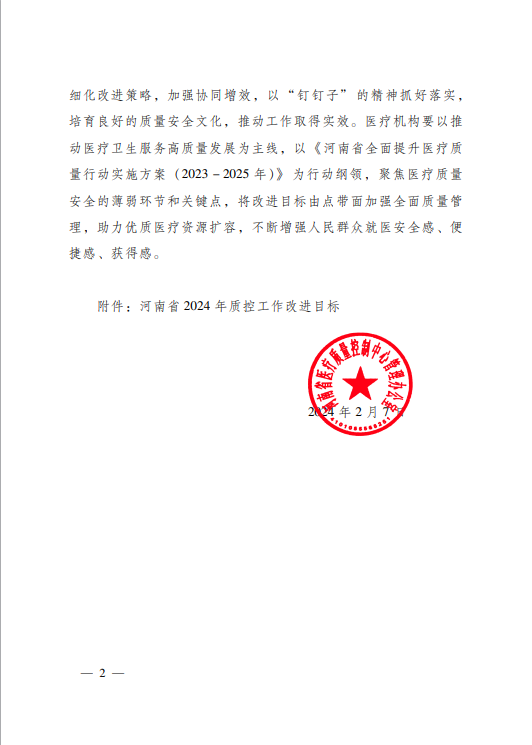 细化改进策略，加强协同增效，以“钉钉子”的精神抓好落实，
培育良好的质量安全文化，推动工作取得实效。医疗机构要以推
动医疗卫生服务高质量发展为主线，以《河南省全面提升医疗质
量行动实施方案（2023－2025 年）》为行动纲领，聚焦医疗质量
安全的薄弱环节和关键点，将改进目标由点带面加强全面质量管
理，助力优质医疗资源扩容，不断增强人民群众就医安全感、便
捷感、获得感。
附件：河南省 2024 年质控工作改进目标
河南省医疗质量控制中心管理办公室
2024 年 2 月 7 日
— 2 —